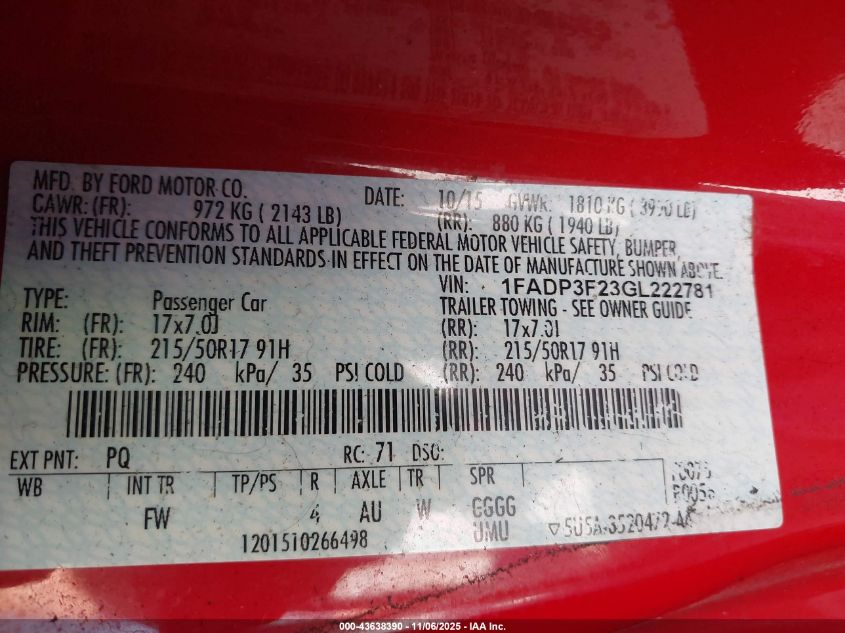 MFD. BY FORD MOTOR CO. DATE: 10/15 GVWR: 1810 KG ( 3990 LB)
GAWR: (FR): 972 KG ( 2143 LB) (RR): 880 KG ( 1940 LB)
THIS VEHICLE CONFORMS TO ALL APPLICABLE FEDERAL MOTOR VEHICLE SAFETY, BUMPER,
AND THEFT PREVENTION STANDARDS IN EFFECT ON THE DATE OF MANUFACTURE SHOWN ABOVE.
VIN: 1FADP3F23GL222781
TYPE: Passenger Car TRAILER TOWING - SEE OWNER GUIDE
RIM: (FR): 17x7.0J (RR): 17x7.0J
TIRE: (FR): 215/50R17 91H (RR): 215/50R17 91H
PRESSURE: (FR): 240 kPa/ 35 PSI COLD (RR): 240 kPa/ 35 PSI COLD
EXT PNT: PQ RC: 71 DSO:
WB INT TR TP/PS R AXLE TR SPR
FW 4 AU W GGGG
UMU
1201510266498
000-43638390 - 11/06/2025 - IAA Inc.